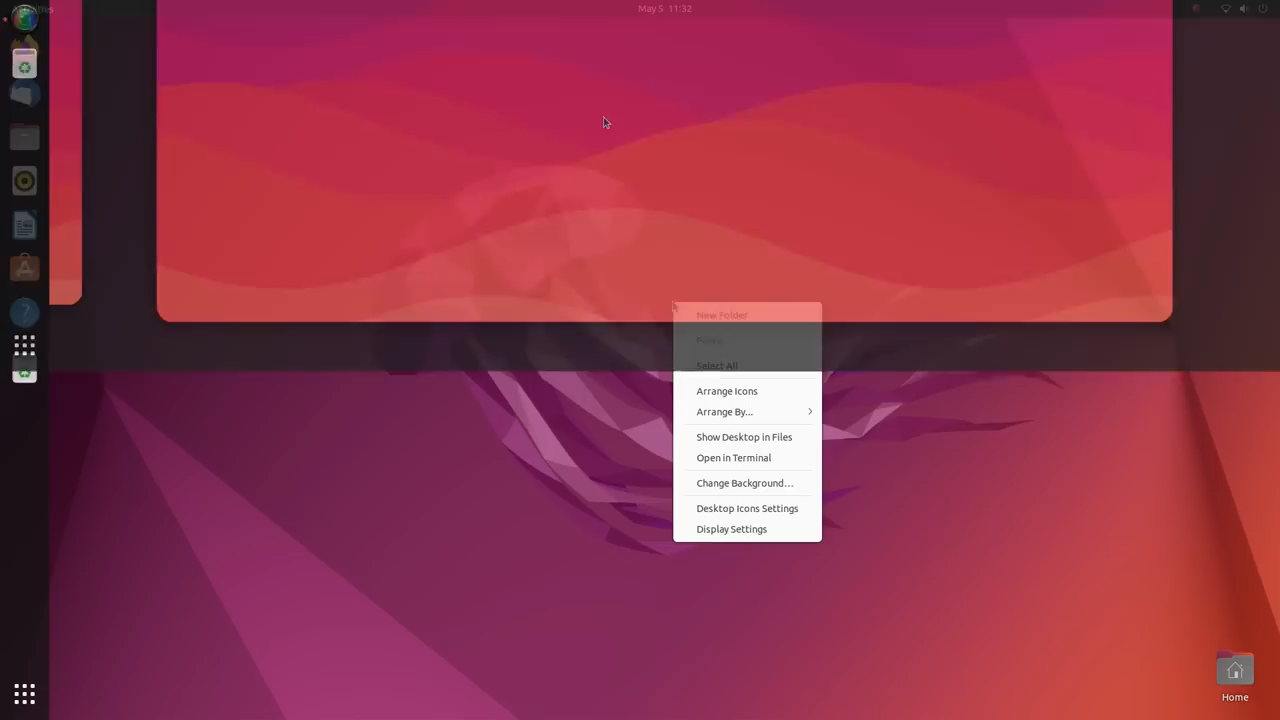 May 5 11:32
New Folder
Paste
Select All
Arrange Icons
Arrange By...
Show Desktop in Files
Open in Terminal
Change Background…
Desktop Icons Settings
Display Settings
Home